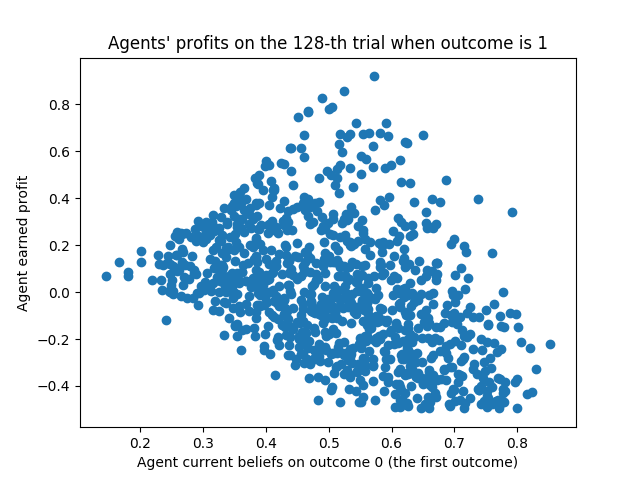 Agents' profits on the 128-th trial when outcome is 1
Agent earned profit
0.8
0.6
0.4
0.2
0.0
−0.2
−0.4
0.2 0.3 0.4 0.5 0.6 0.7 0.8
Agent current beliefs on outcome 0 (the first outcome)